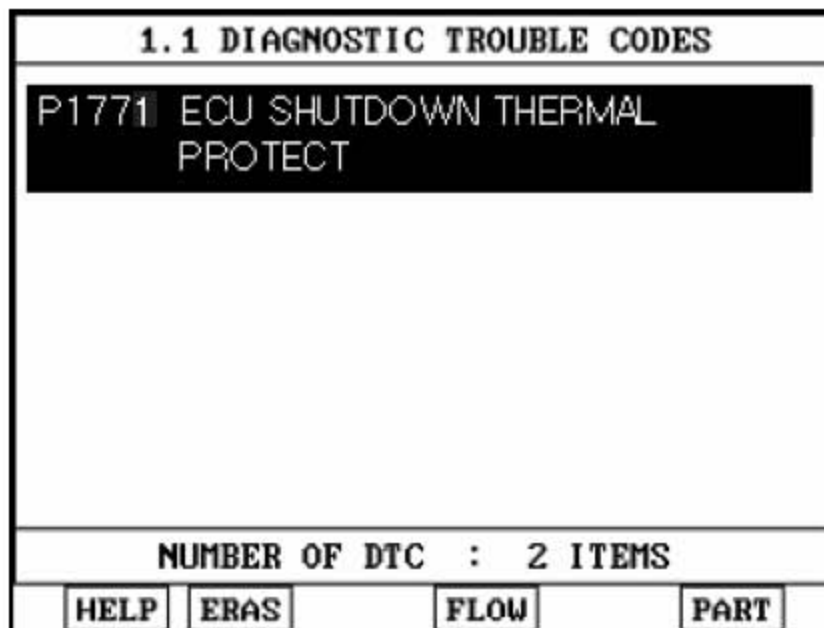 1.1 DIAGNOSTIC TROUBLE CODES
P1771 ECU SHUTDOWN THERMAL
PROTECT
NUMBER OF DTC : 2 ITEMS
HELP ERAS FLOW PART